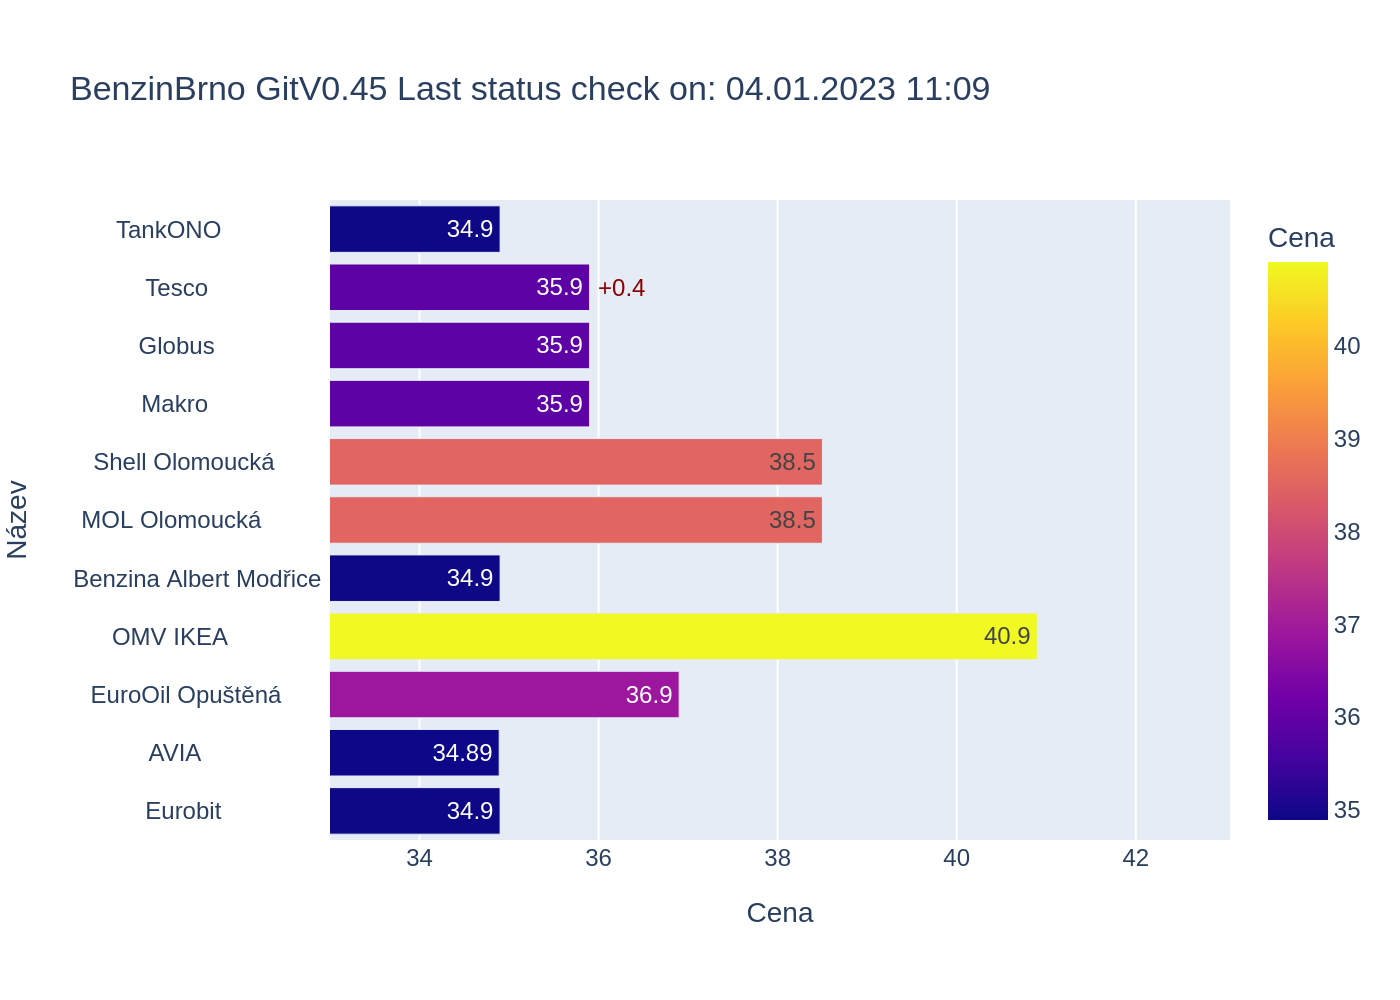 BenzinBrno GitV0.45 Last status check on: 04.01.2023 11:09
Název
TankONO 34.9
Tesco 35.9 +0.4
Globus 35.9
Makro 35.9
Shell Olomoucká 38.5
MOL Olomoucká 38.5
Benzina Albert Modřice 34.9
OMV IKEA 40.9
EuroOil Opuštěná 36.9
AVIA 34.89
Eurobit 34.9
34 36 38 40 42
Cena
Cena
40
39
38
37
36
35